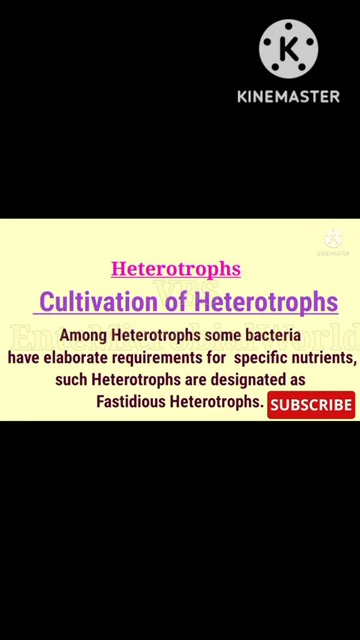 K
KINEMASTER
KINEMASTER
Heterotrophs
Cultivation of Heterotrophs
Among Heterotrophs some bacteria
have elaborate requirements for specific nutrients,
such Heterotrophs are designated as
Fastidious Heterotrophs.
SUBSCRIBE